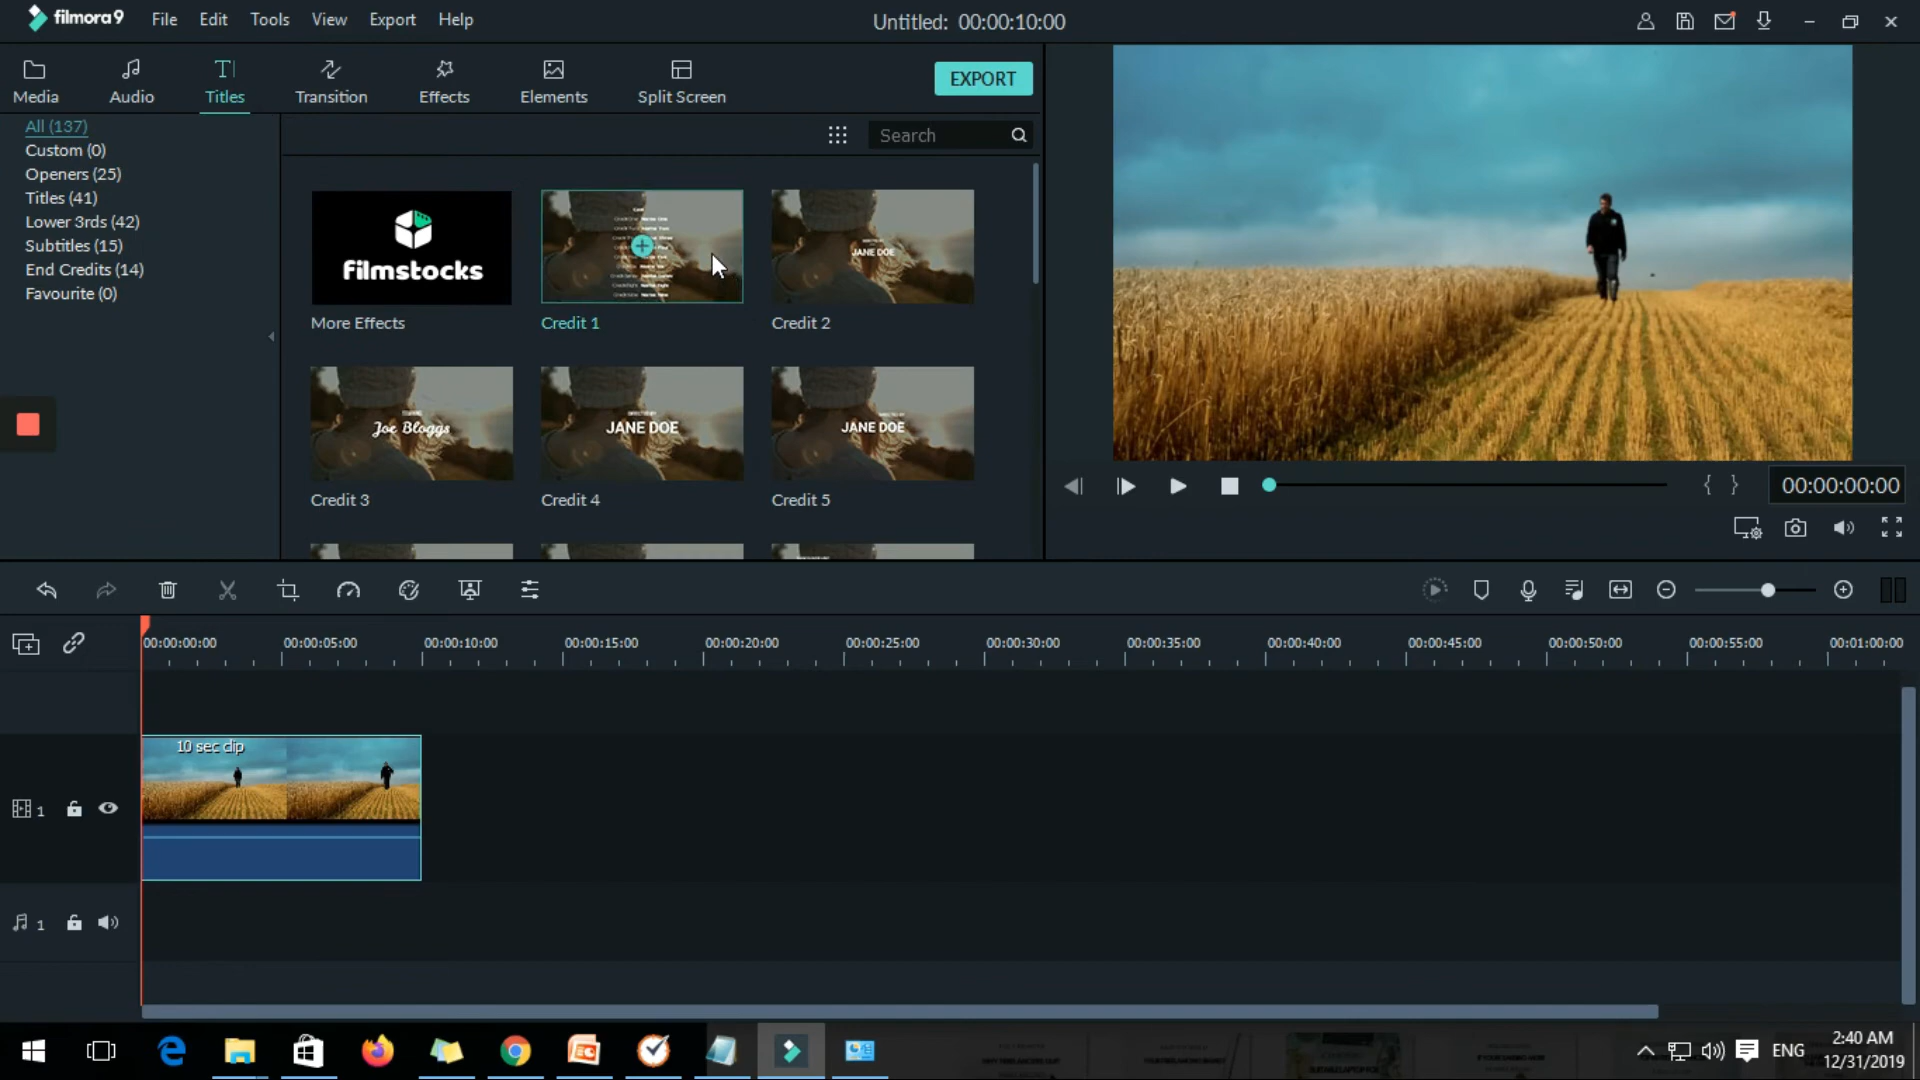 filmora9 File Edit Tools View Export Help Untitled: 00:00:10:00
Media Audio Titles Transition Effects Elements Split Screen EXPORT
All (137)
Custom (0)
Openers (25)
Titles (41)
Lower 3rds (42)
Subtitles (15)
End Credits (14)
Favourite (0)
Search
filmstocks
JANE DOE
More Effects Credit 1 Credit 2
Joe Bloggs
DIRECTED BY
JANE DOE
DIRECTED BY
JANE DOE
Credit 3 Credit 4 Credit 5
{ } 00:00:00:00
00:00:00:00 00:00:05:00 00:00:10:00 00:00:15:00 00:00:20:00 00:00:25:00 00:00:30:00 00:00:35:00 00:00:40:00 00:00:45:00 00:00:50:00 00:00:55:00 00:01:00:00
10 sec clip
1
1
ENG
2:40 AM
12/31/2019